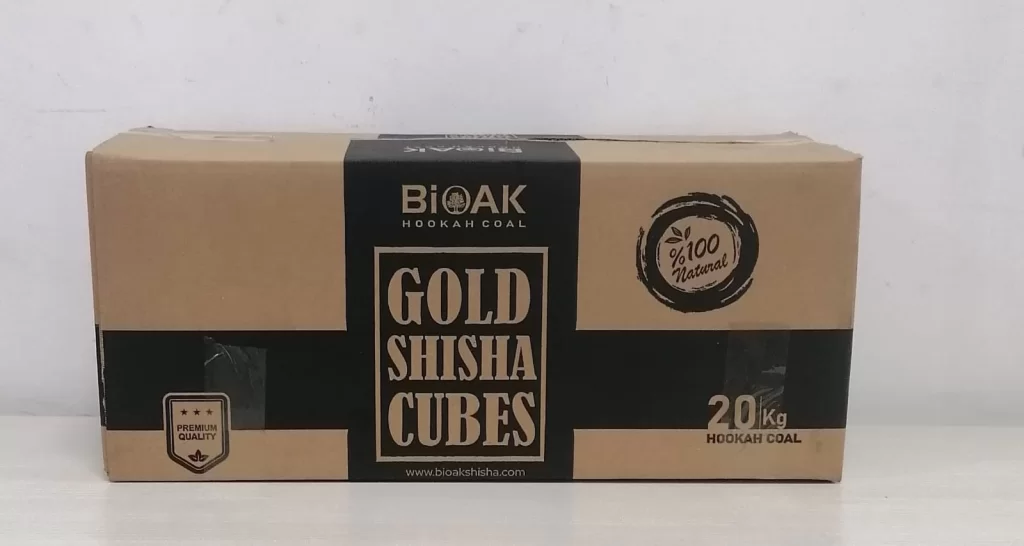 BiOAK
HOOKAH COAL
GOLD
SHISHA
CUBES
www.bioakshisha.com
%100
Natural
PREMIUM
QUALITY
20 Kg
HOOKAH COAL